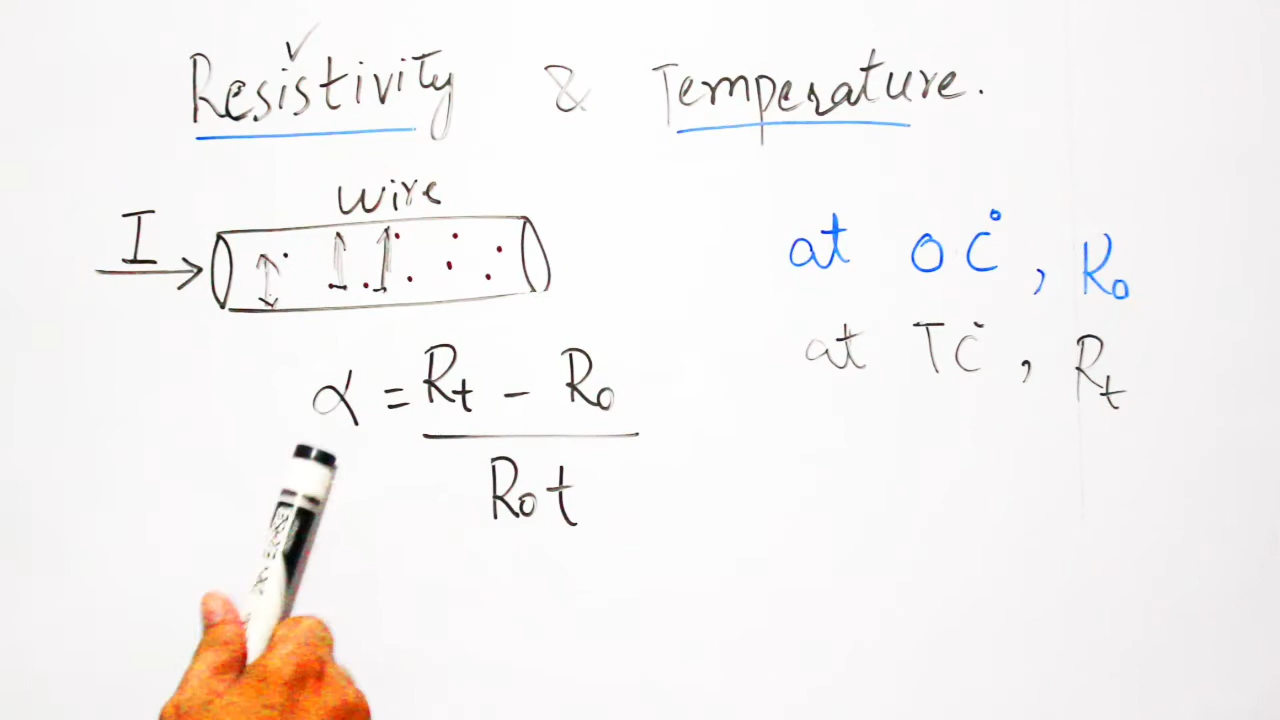 Resistivity & Temperature.
wire
I
at 0C°, R₀
at TC°, Rₜ
α = Rₜ - R₀
R₀t